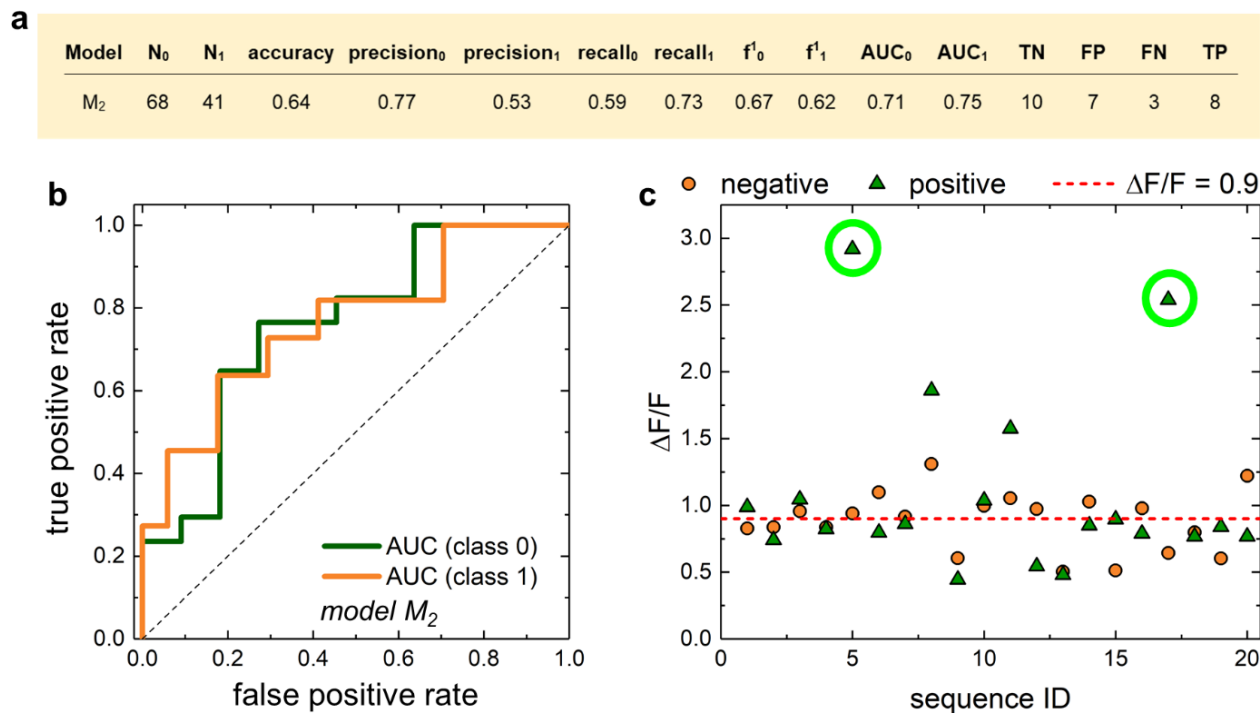 a
Model N₀ N₁ accuracy precision₀ precision₁ recall₀ recall₁ f¹₀ f¹₁ AUC₀ AUC₁ TN FP FN TP
M₂ 68 41 0.64 0.77 0.53 0.59 0.73 0.67 0.62 0.71 0.75 10 7 3 8
b
true positive rate
1.0
0.8
0.6
0.4
0.2
0.0
AUC (class 0)
AUC (class 1)
model M₂
0.0 0.2 0.4 0.6 0.8 1.0
false positive rate
negative positive ΔF/F = 0.9
c
ΔF/F
3.0
2.5
2.0
1.5
1.0
0.5
0.0
0 5 10 15 20
sequence ID